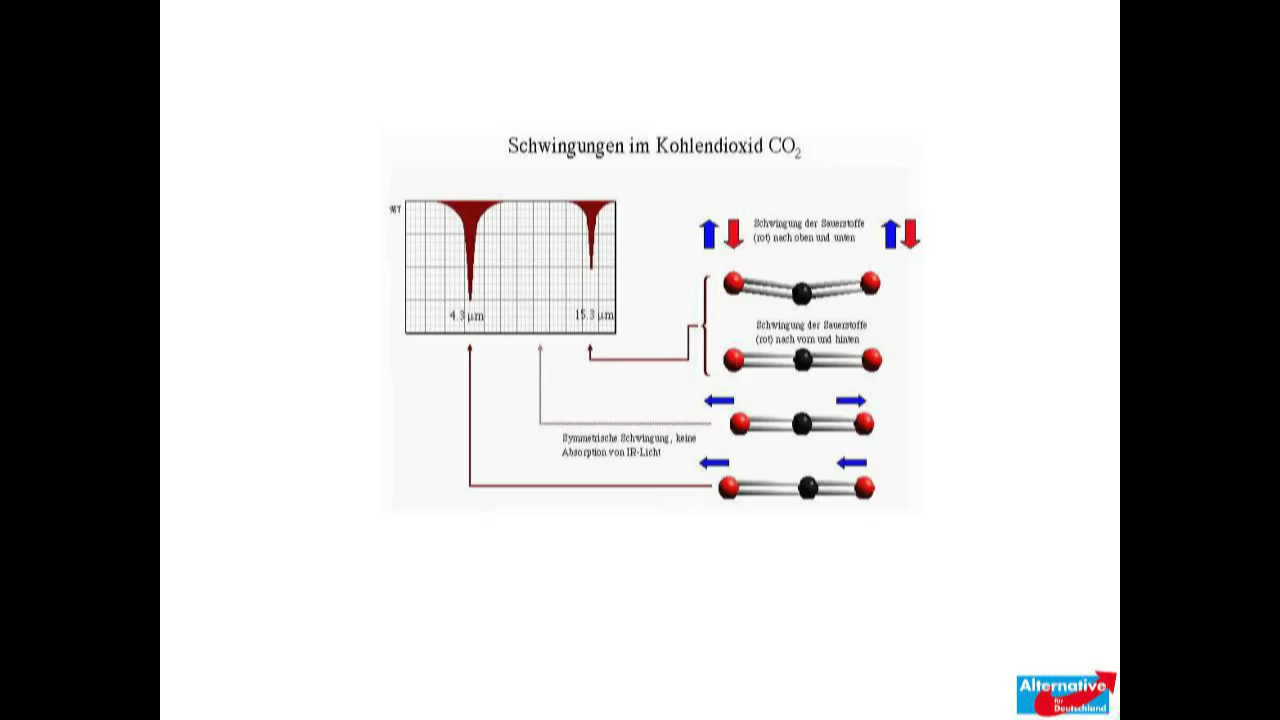 Schwingungen im Kohlendioxid CO₂
%T
4.3 µm
15.3 µm
Schwingung der Sauerstoffe
(rot) nach oben und unten
Schwingung der Sauerstoffe
(rot) nach vorn und hinten
Symmetrische Schwingung, keine
Absorption von IR-Licht
Alternative
für
Deutschland